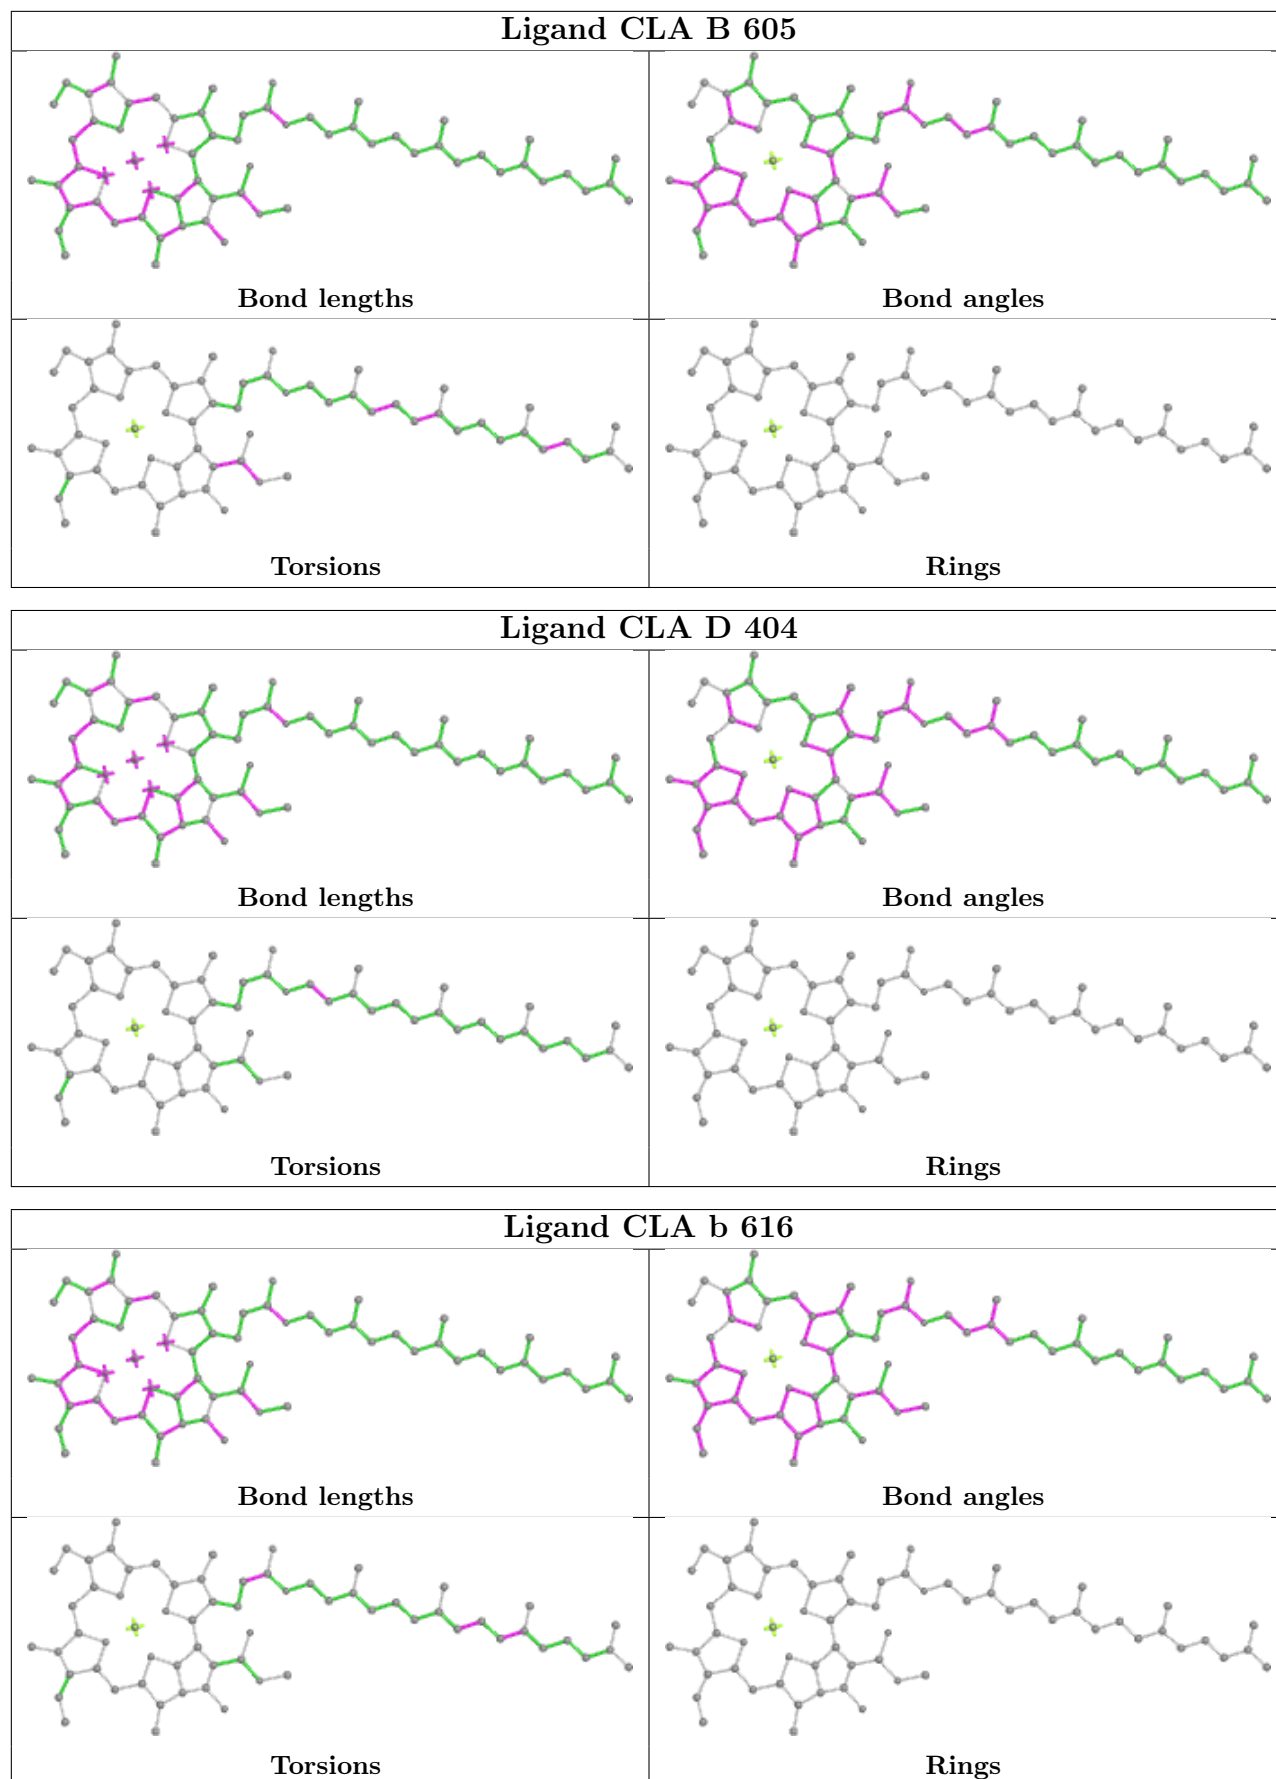 Ligand CLA B 605
Bond lengths
Bond angles
Torsions
Rings
Ligand CLA D 404
Bond lengths
Bond angles
Torsions
Rings
Ligand CLA b 616
Bond lengths
Bond angles
Torsions
Rings